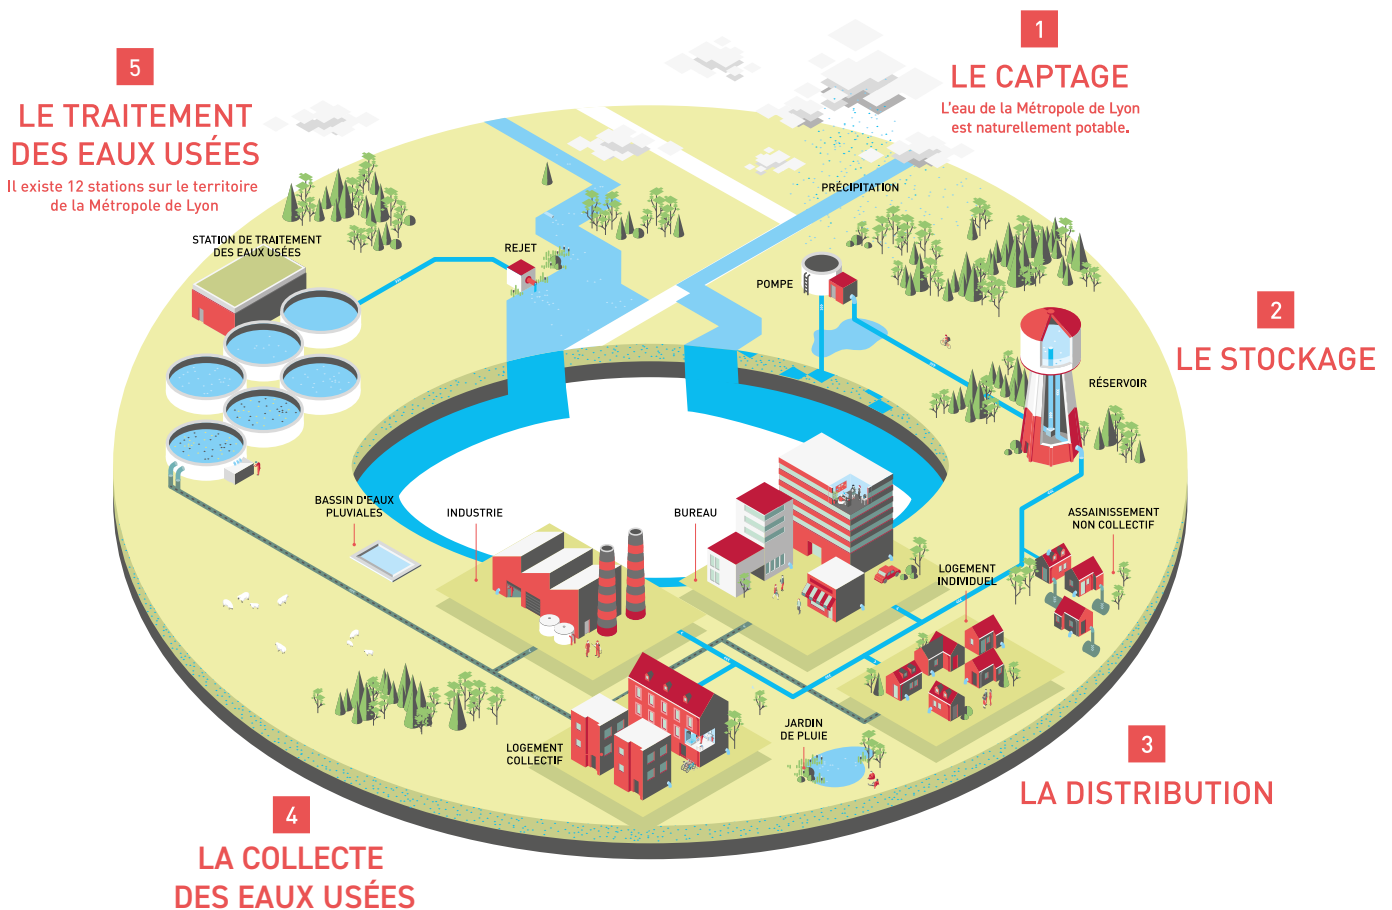 1
LE CAPTAGE
L'eau de la Métropole de Lyon
est naturellement potable.
5
LE TRAITEMENT
DES EAUX USÉES
Il existe 12 stations sur le territoire
de la Métropole de Lyon
PRÉCIPITATION
STATION DE TRAITEMENT
DES EAUX USÉES
REJET
POMPE
2
LE STOCKAGE
RÉSERVOIR
BASSIN D'EAUX
PLUVIALES
INDUSTRIE
BUREAU
ASSAINISSEMENT
NON COLLECTIF
LOGEMENT
INDIVIDUEL
JARDIN
DE PLUIE
LOGEMENT
COLLECTIF
3
LA DISTRIBUTION
4
LA COLLECTE
DES EAUX USÉES